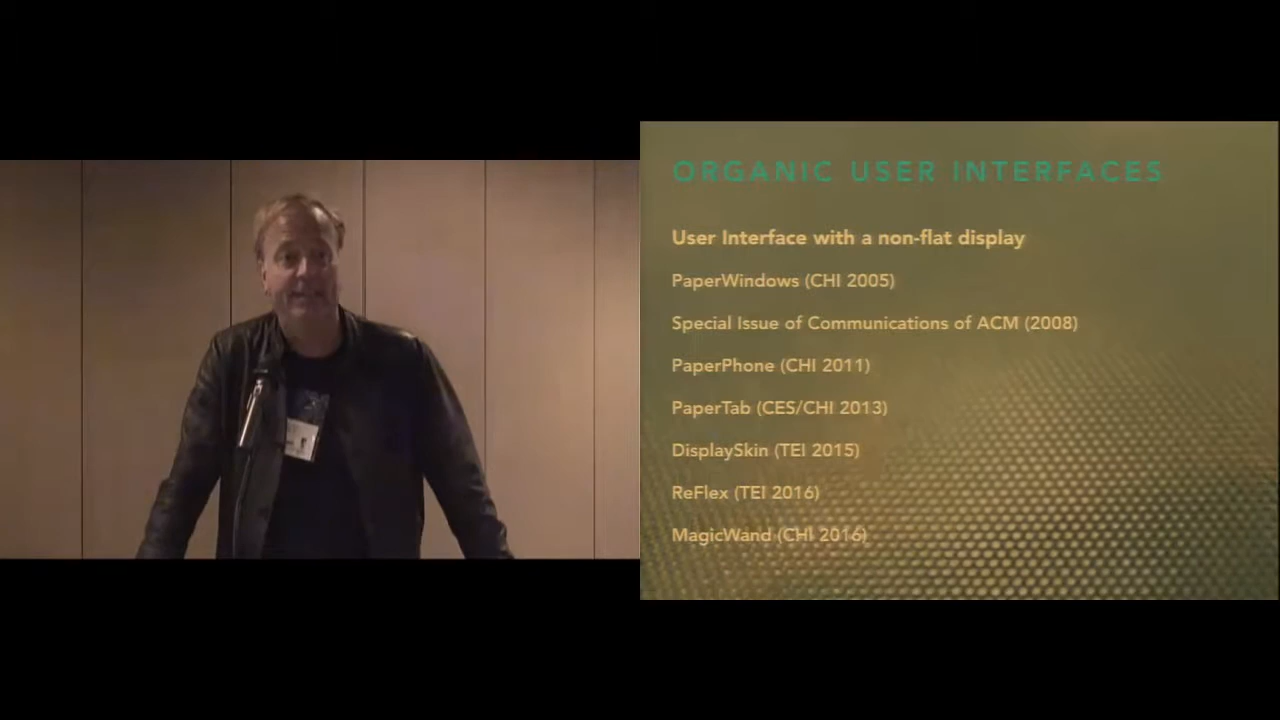 ORGANIC USER INTERFACES
User Interface with a non-flat display
PaperWindows (CHI 2005)
Special Issue of Communications of ACM (2008)
PaperPhone (CHI 2011)
PaperTab (CES/CHI 2013)
DisplaySkin (TEI 2015)
ReFlex (TEI 2016)
MagicWand (CHI 2016)